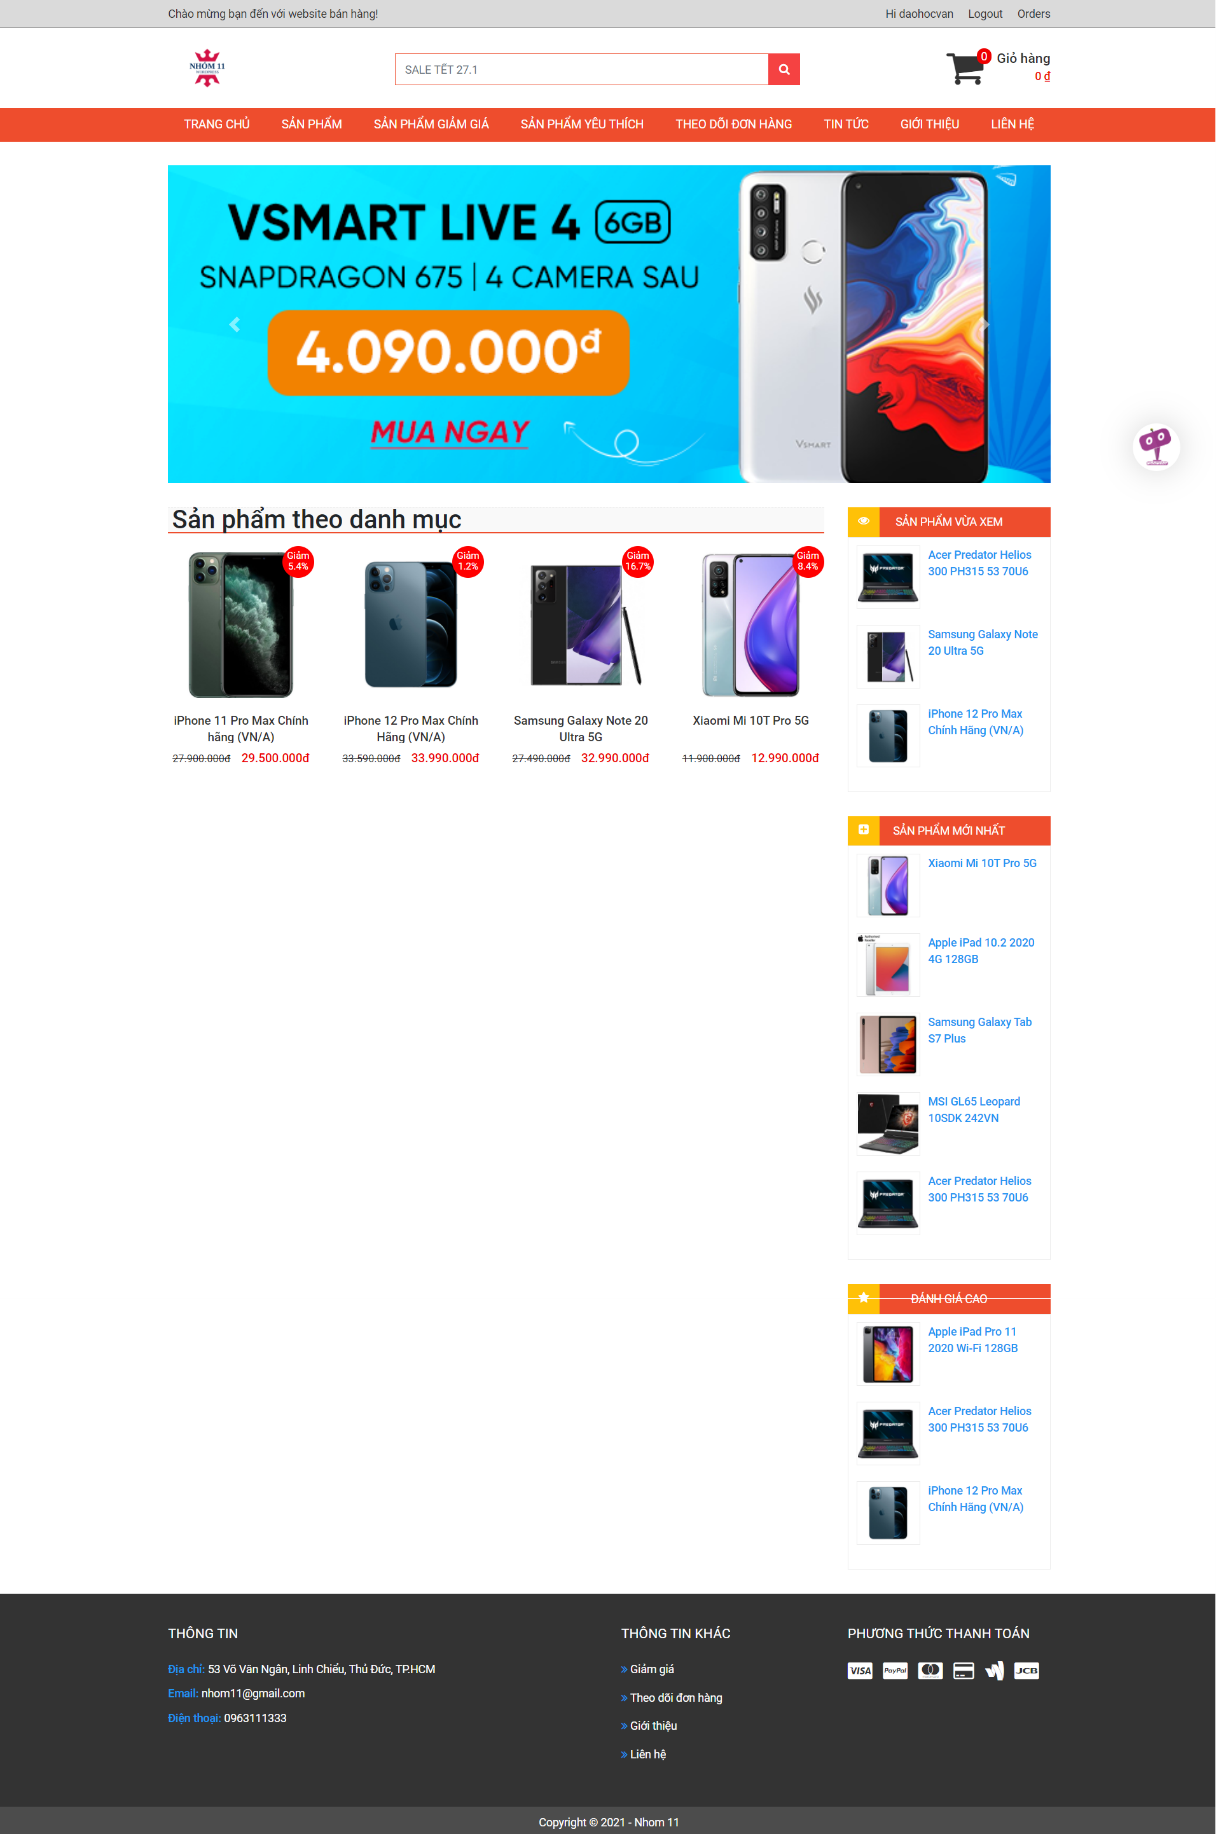 Chào mừng bạn đến với website bán hàng!
Hi daohocvan Logout Orders
NHÓM 11
SALE TẾT 27.1
0
Giỏ hàng
0 ₫
TRANG CHỦ SẢN PHẨM SẢN PHẨM GIẢM GIÁ SẢN PHẨM YÊU THÍCH THEO DÕI ĐƠN HÀNG TIN TỨC GIỚI THIỆU LIÊN HỆ
VSMART LIVE 4 6GB
SNAPDRAGON 675 | 4 CAMERA SAU
4.090.000đ
MUA NGAY
VSMART
Sản phẩm theo danh mục
Giảm 5.4%
iPhone 11 Pro Max Chính
hãng (VN/A)
27.900.000đ 29.500.000đ
Giảm 1.2%
iPhone 12 Pro Max Chính
Hãng (VN/A)
33.590.000đ 33.990.000đ
Giảm 16.7%
Samsung Galaxy Note 20
Ultra 5G
27.490.000đ 32.990.000đ
Giảm 8.4%
Xiaomi Mi 10T Pro 5G
11.900.000đ 12.990.000đ
SẢN PHẨM VỪA XEM
PREDATOR
Acer Predator Helios
300 PH315 53 70U6
Samsung Galaxy Note
20 Ultra 5G
iPhone 12 Pro Max
Chính Hãng (VN/A)
SẢN PHẨM MỚI NHẤT
Xiaomi Mi 10T Pro 5G
Apple iPad 10.2 2020
4G 128GB
Samsung Galaxy Tab
S7 Plus
MSI GL65 Leopard
10SDK 242VN
PREDATOR
Acer Predator Helios
300 PH315 53 70U6
ĐÁNH GIÁ CAO
Apple iPad Pro 11
2020 Wi-Fi 128GB
PREDATOR
Acer Predator Helios
300 PH315 53 70U6
iPhone 12 Pro Max
Chính Hãng (VN/A)
THÔNG TIN
Địa chỉ: 53 Võ Văn Ngân, Linh Chiểu, Thủ Đức, TP.HCM
Email: nhom11@gmail.com
Điện thoại: 0963111333
THÔNG TIN KHÁC
» Giảm giá
» Theo dõi đơn hàng
» Giới thiệu
» Liên hệ
PHƯƠNG THỨC THANH TOÁN
VISA PayPal JCB
Copyright © 2021 - Nhom 11